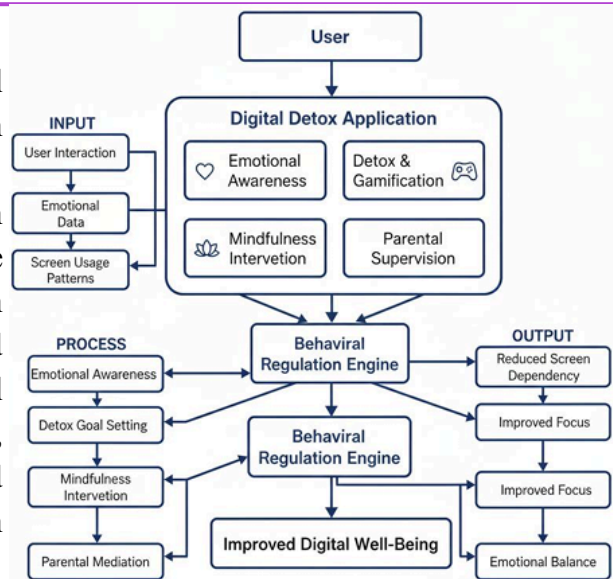 User
Digital Detox Application
Emotional
Awareness
Detox &
Gamification
Mindfulness
Intervetion
Parental
Supervision
INPUT
User Interaction
Emotional
Data
Screen Usage
Patterns
Behaviral
Regulation Engine
PROCESS
Emotional Awareness
Detox Goal Setting
Mindfulness
Intervetion
Parental Mediation
Behaviral
Regulation Engine
Improved Digital Well-Being
OUTPUT
Reduced Screen
Dependency
Improved Focus
Improved Focus
Emotional Balance